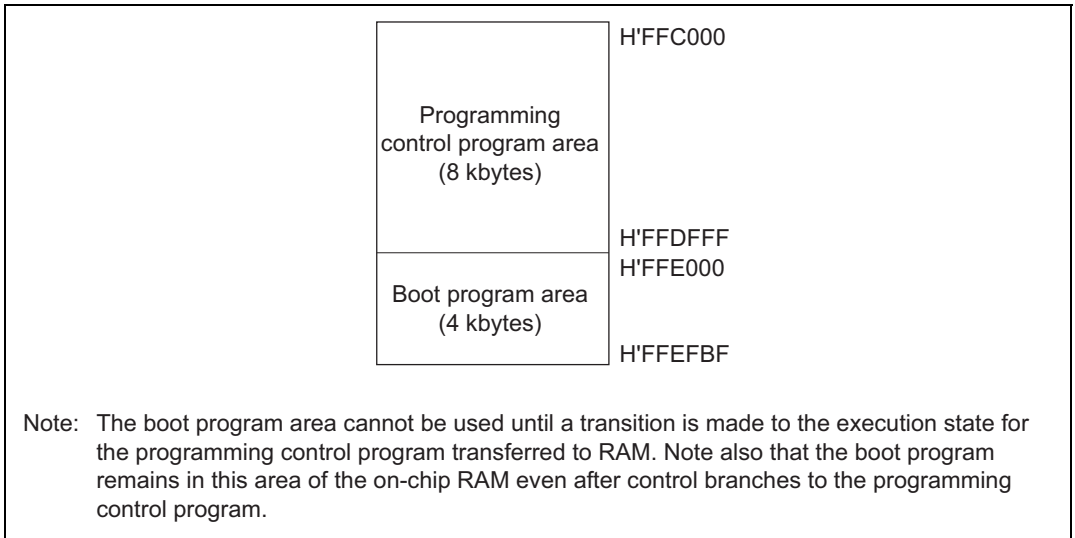 H'FFC000
Programming
control program area
(8 kbytes)
H'FFDFFF
H'FFE000
Boot program area
(4 kbytes)
H'FFEFBF
Note: The boot program area cannot be used until a transition is made to the execution state for
the programming control program transferred to RAM. Note also that the boot program
remains in this area of the on-chip RAM even after control branches to the programming
control program.